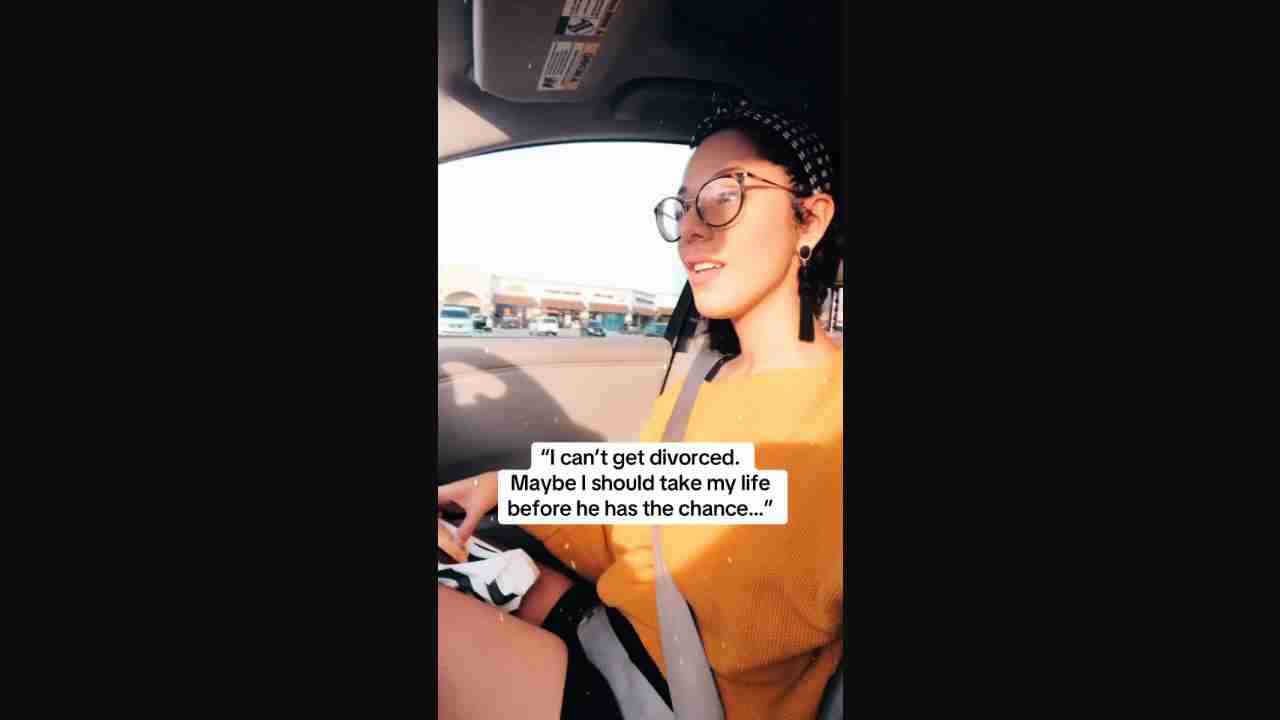 “I can’t get divorced.
Maybe I should take my life
before he has the chance...”